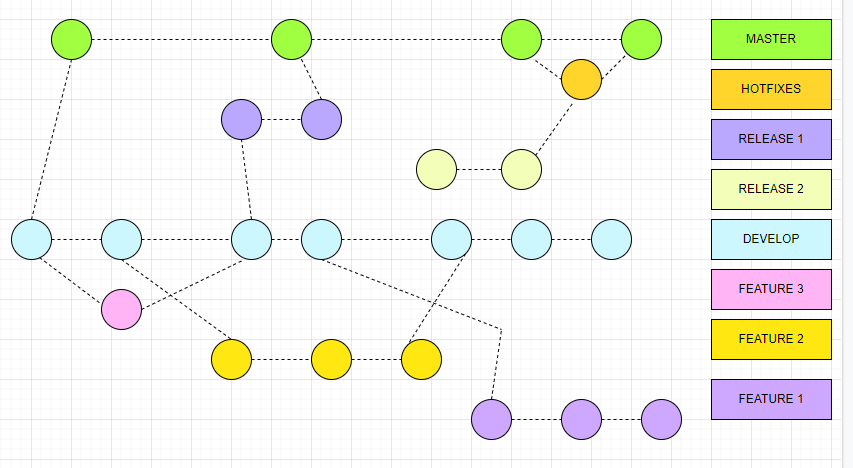 MASTER
HOTFIXES
RELEASE 1
RELEASE 2
DEVELOP
FEATURE 3
FEATURE 2
FEATURE 1